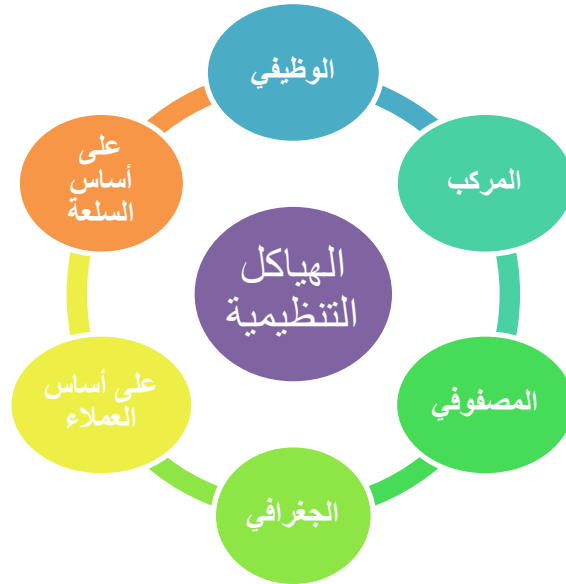 الوظيفي
المركب
المصفوفي
الجغرافي
على أساس
العملاء
على
أساس
السلعة
الهياكل
التنظيمية